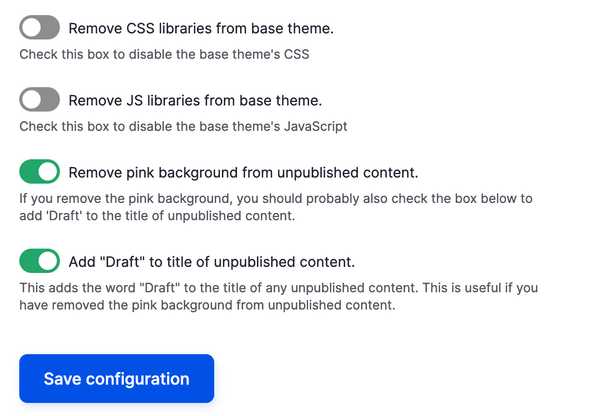 Remove CSS libraries from base theme.
Check this box to disable the base theme's CSS
Remove JS libraries from base theme.
Check this box to disable the base theme's JavaScript
Remove pink background from unpublished content.
If you remove the pink background, you should probably also check the box below to
add 'Draft' to the title of unpublished content.
Add "Draft" to title of unpublished content.
This adds the word "Draft" to the title of any unpublished content. This is useful if you
have removed the pink background from unpublished content.
Save configuration